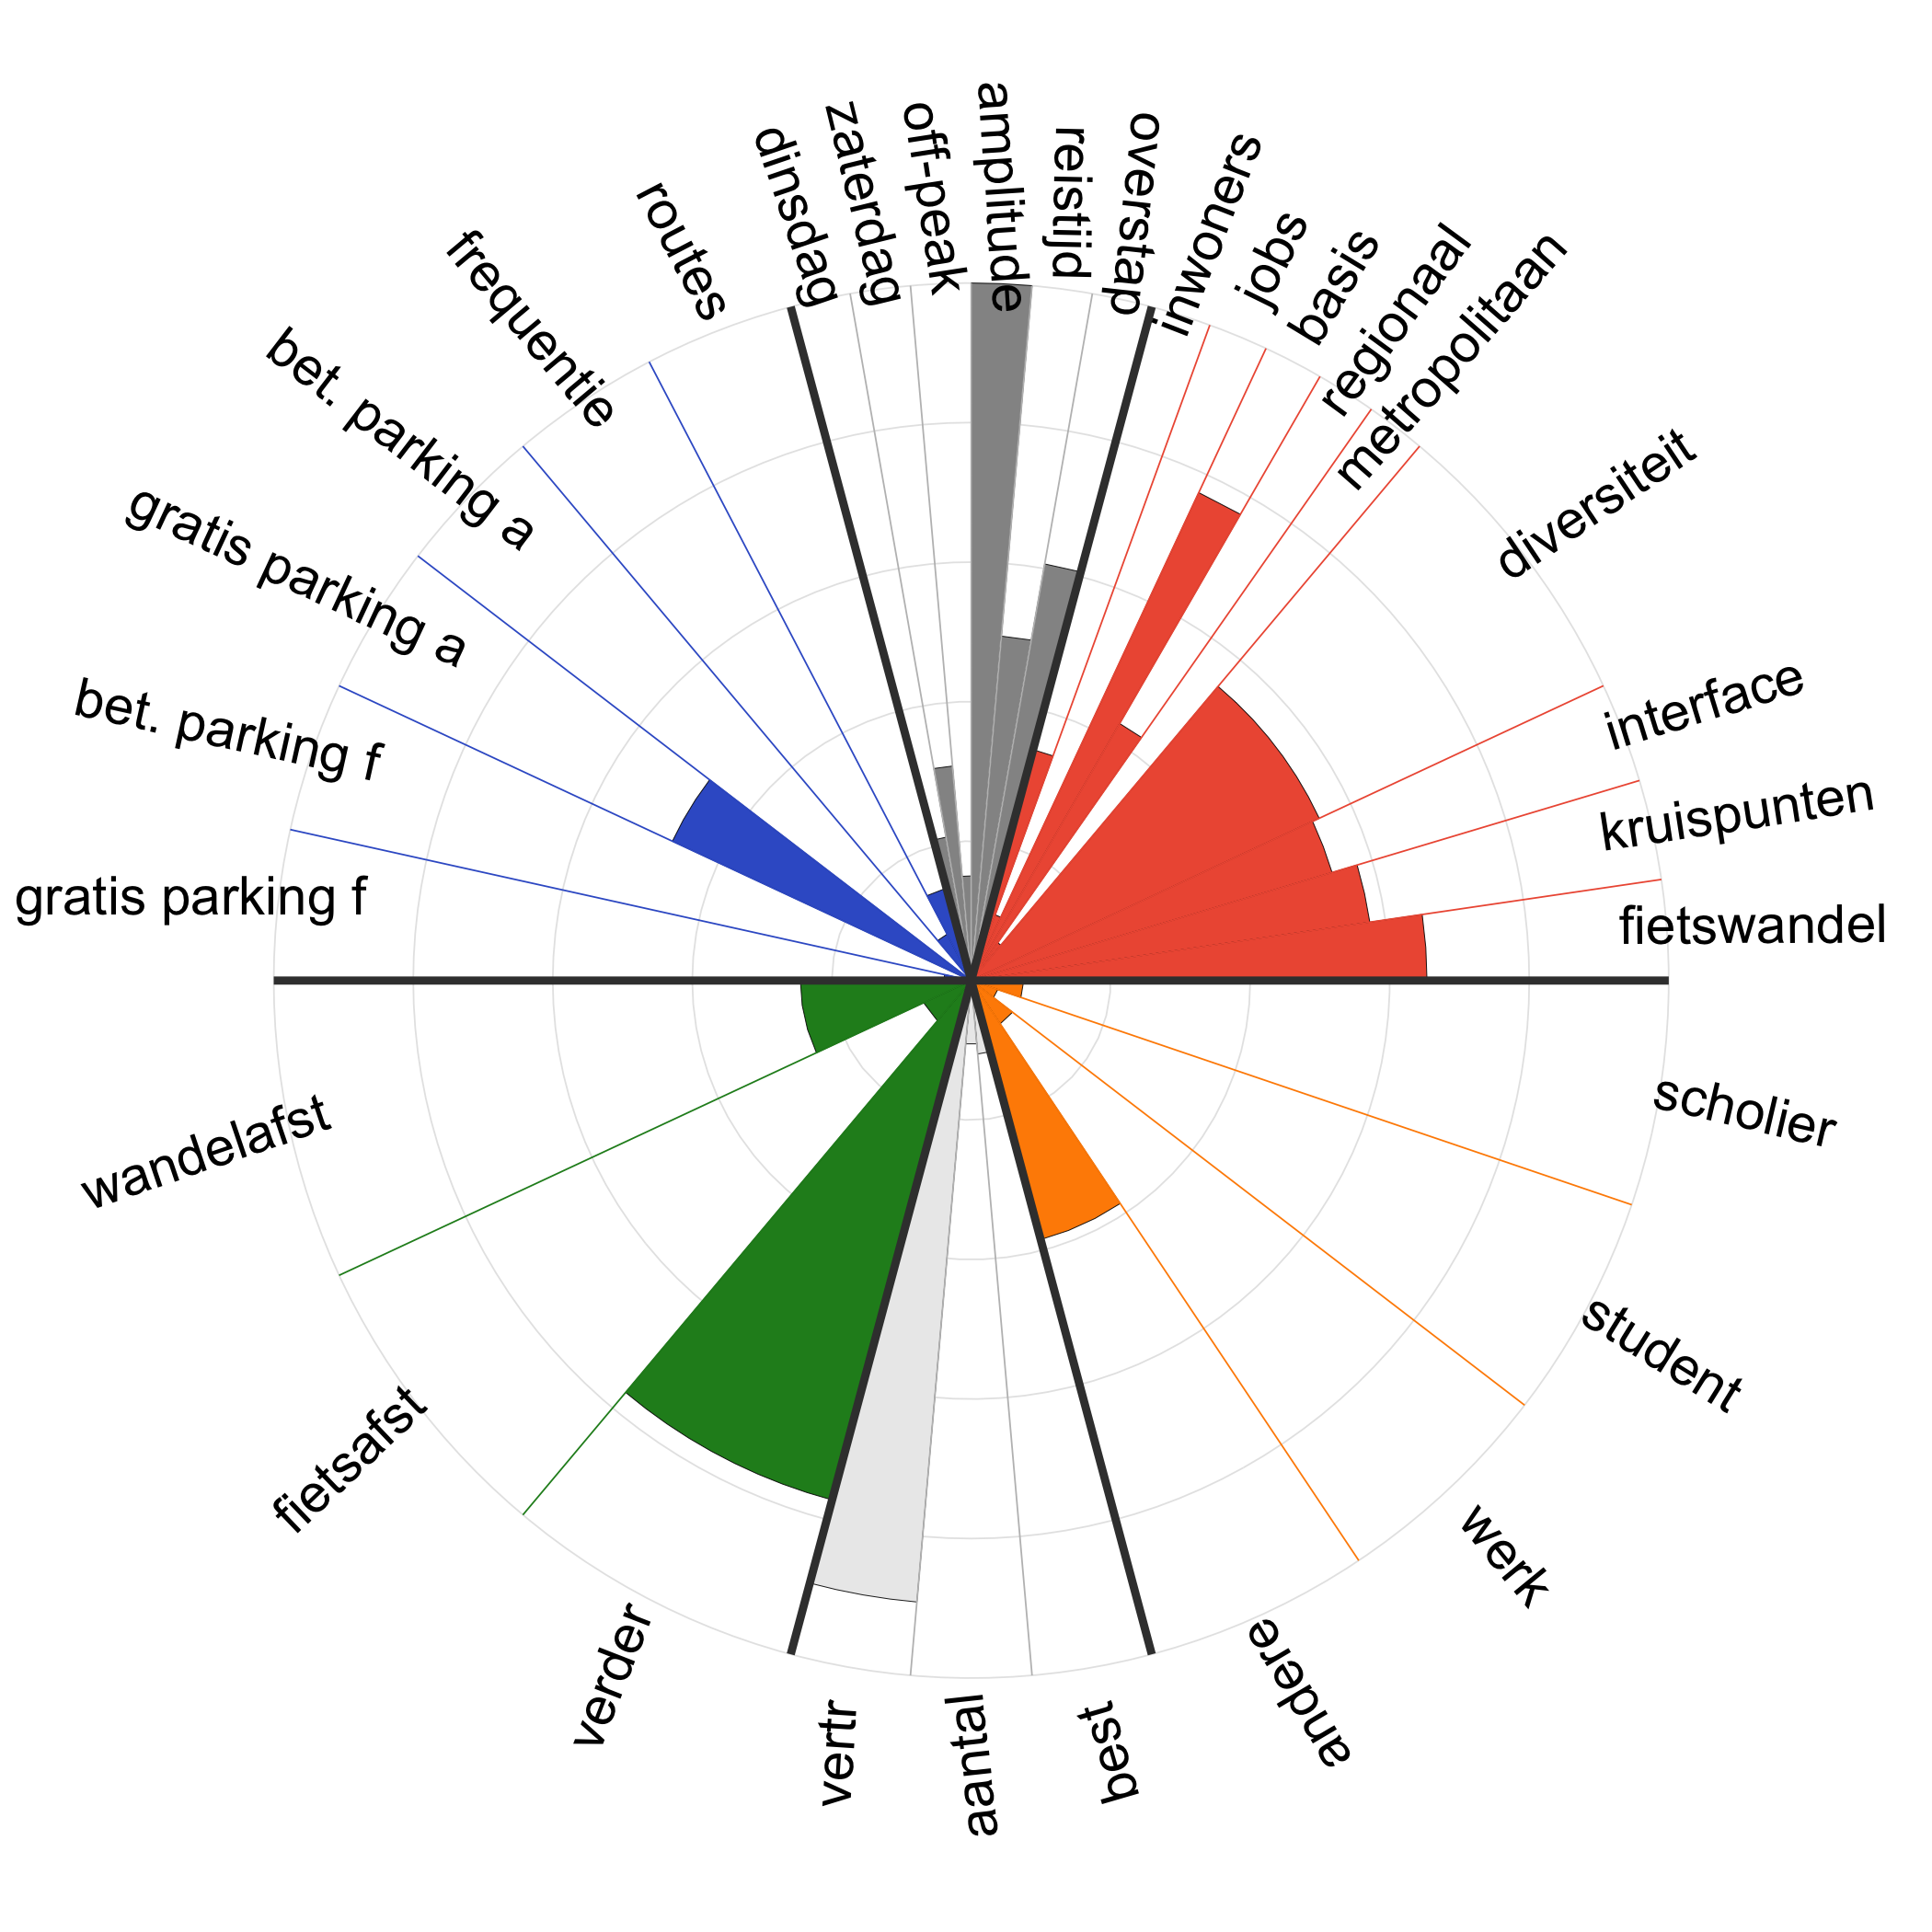 amplitude
reistijd
overstap
inwoners
jobs
basis
regionaal
metropolitaan
diversiteit
interface
kruispunten
fietswandel
scholier
student
werk
andere
best
aantal
vertr
verder
fietsafst
wandelafst
gratis parking f
bet. parking f
gratis parking a
bet. parking a
frequentie
routes
dinsdag
zaterdag
off-peak